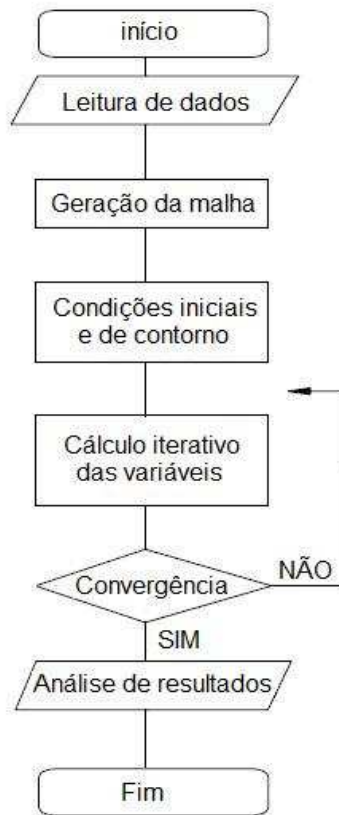 início
Leitura de dados
Geração da malha
Condições iniciais
e de contorno
Cálculo iterativo
das variáveis
Convergência
NÃO
SIM
Análise de resultados
Fim